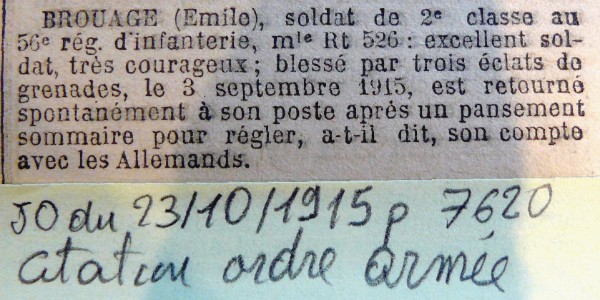 BROUAGE (Emile), soldat de 2e classe au
56e rég. d'infanterie, mle Rt 526 : excellent sol-
dat, très courageux ; blessé par trois éclats de
grenades, le 3 septembre 1915, est retourné
spontanément à son poste après un pansement
sommaire pour régler, a-t-il dit, son compte
avec les Allemands.
JO du 23/10/1915 p 7620
citation ordre armée